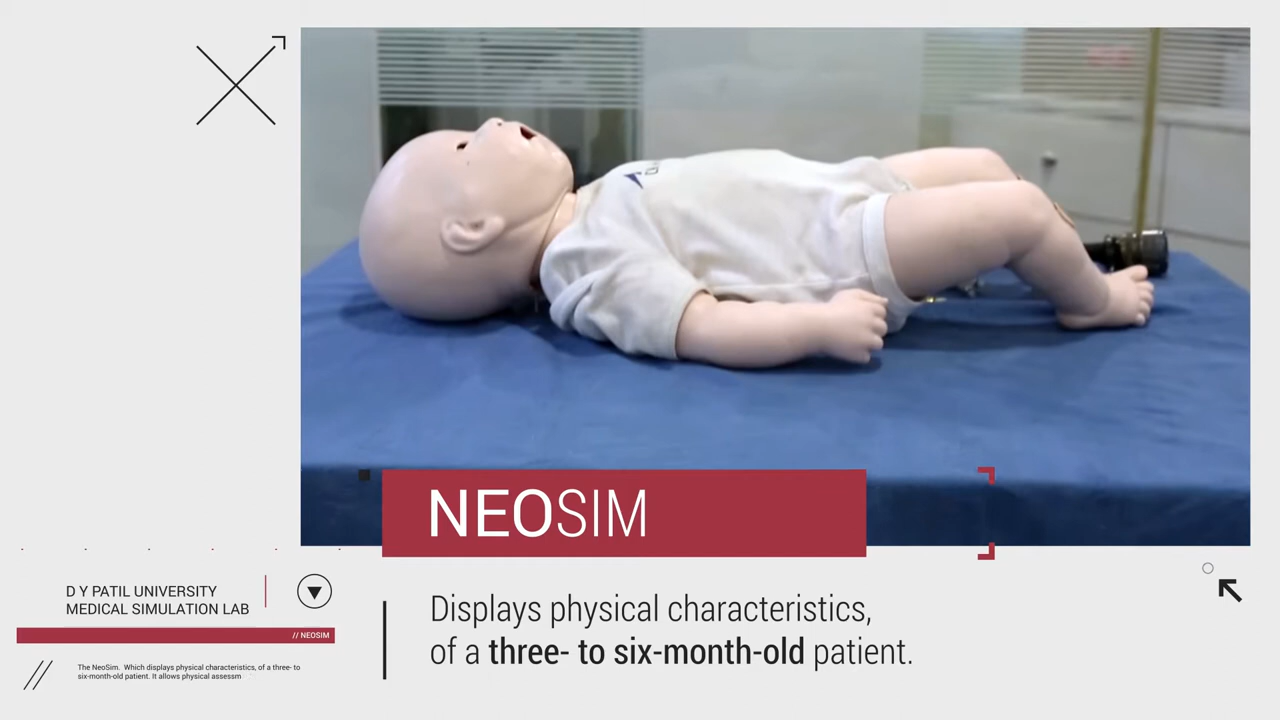 NEOSIM
Displays physical characteristics,
of a three- to six-month-old patient.
D Y PATIL UNIVERSITY
MEDICAL SIMULATION LAB
// NEOSIM
The NeoSim. Which displays physical characteristics, of a three- to
six-month-old patient. It allows physical assessm